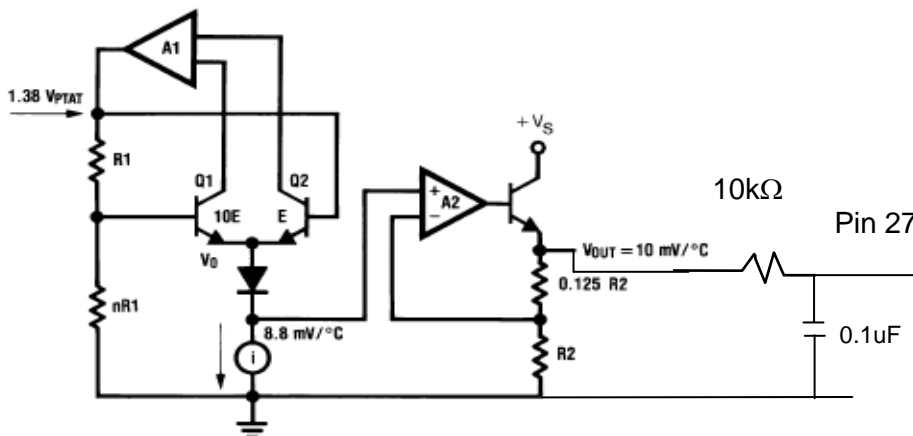 A1
1.38 VPTAT
+ VS
R1
Q1
Q2
10kΩ
+
A2
−
10E
E
Pin 27
VOUT = 10 mV/°C
V0
0.125 R2
nR1
8.8 mV/°C
0.1uF
i
R2